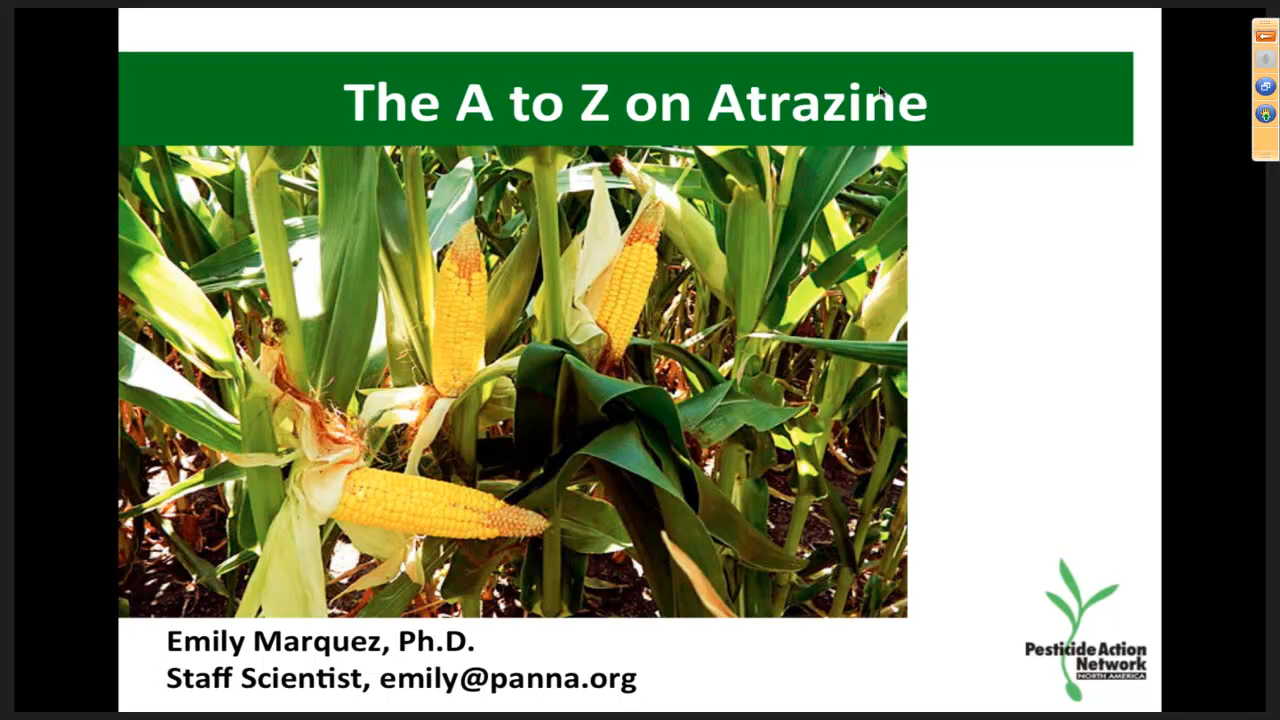 The A to Z on Atrazine
Emily Marquez, Ph.D.
Staff Scientist, emily@panna.org
Pesticide Action
Network
NORTH AMERICA